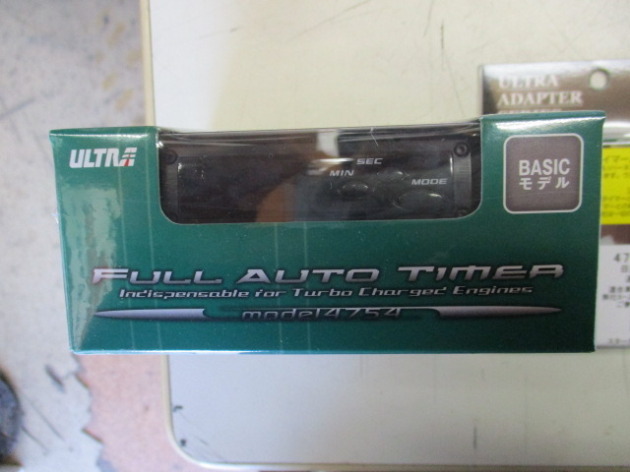 ULTRA
SEC
MIN
MODE
BASIC
モデル
FULL AUTO TIMER
Indispensable for Turbo Charged Engines
model4754
ULTRA
ADAPTER